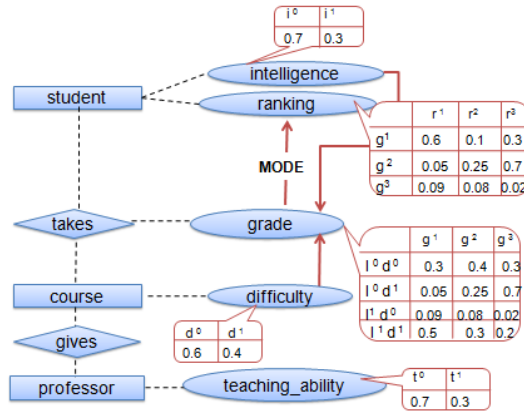 i⁰ i¹
0.7 0.3
intelligence
student
ranking
r¹ r² r³
g¹ 0.6 0.1 0.3
g² 0.05 0.25 0.7
g³ 0.09 0.08 0.02
MODE
takes
grade
g¹ g² g³
I⁰ d⁰ 0.3 0.4 0.3
I⁰ d¹ 0.05 0.25 0.7
I¹ d⁰ 0.09 0.08 0.02
I¹ d¹ 0.5 0.3 0.2
course
difficulty
d⁰ d¹
0.6 0.4
gives
professor
teaching_ability
t⁰ t¹
0.7 0.3